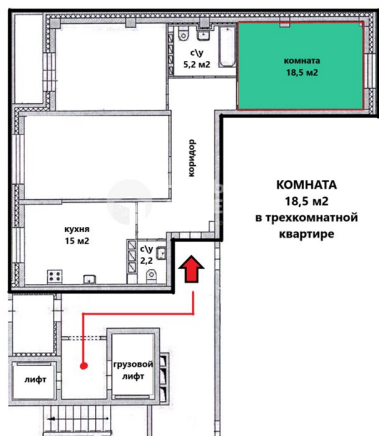 с\у
5,2 м2
комната
18,5 м2
коридор
КОМНАТА
18,5 м2
в трехкомнатной
квартире
кухня
15 м2
с\у
2,2
лифт
грузовой
лифт